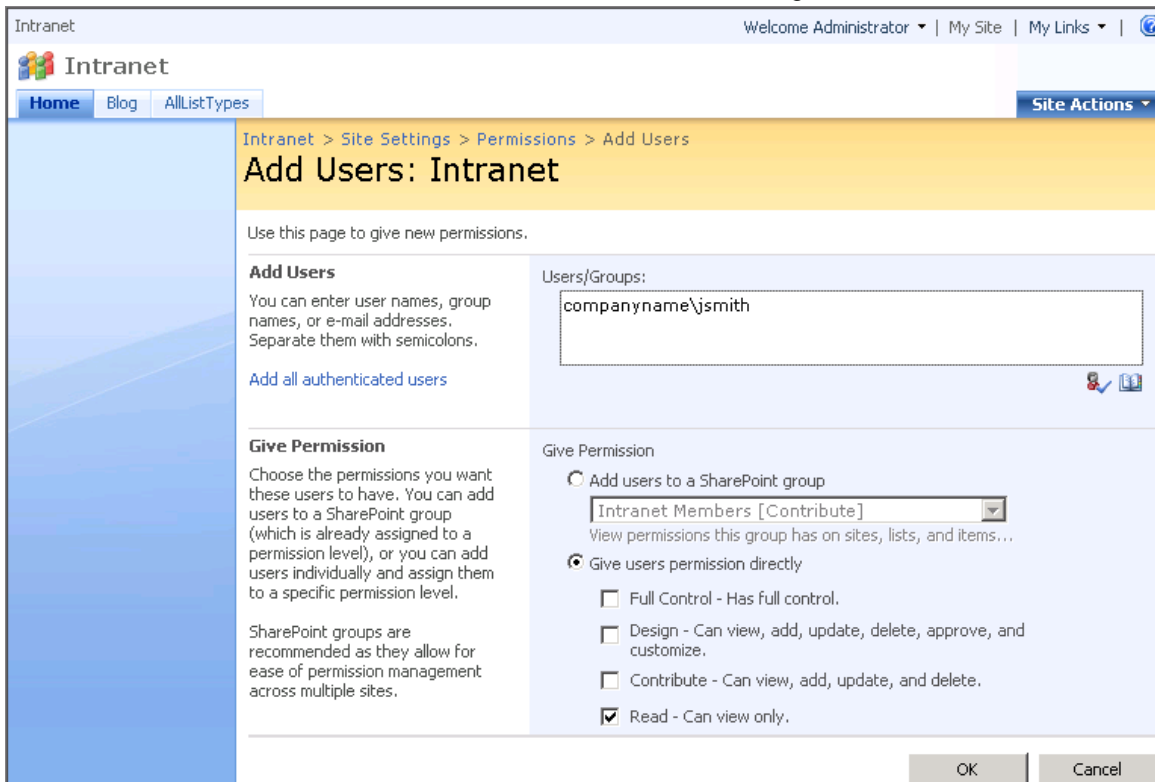 Intranet
Welcome Administrator | My Site | My Links |
Intranet
Home Blog AllListTypes
Site Actions
Intranet > Site Settings > Permissions > Add Users
Add Users: Intranet
Use this page to give new permissions.
Add Users
You can enter user names, group
names, or e-mail addresses.
Separate them with semicolons.
Add all authenticated users
Users/Groups:
companyname\jsmith
Give Permission
Choose the permissions you want
these users to have. You can add
users to a SharePoint group
(which is already assigned to a
permission level), or you can add
users individually and assign them
to a specific permission level.
SharePoint groups are
recommended as they allow for
ease of permission management
across multiple sites.
Give Permission
Add users to a SharePoint group
Intranet Members [Contribute]
View permissions this group has on sites, lists, and items...
Give users permission directly
Full Control - Has full control.
Design - Can view, add, update, delete, approve, and
customize.
Contribute - Can view, add, update, and delete.
Read - Can view only.
OK Cancel